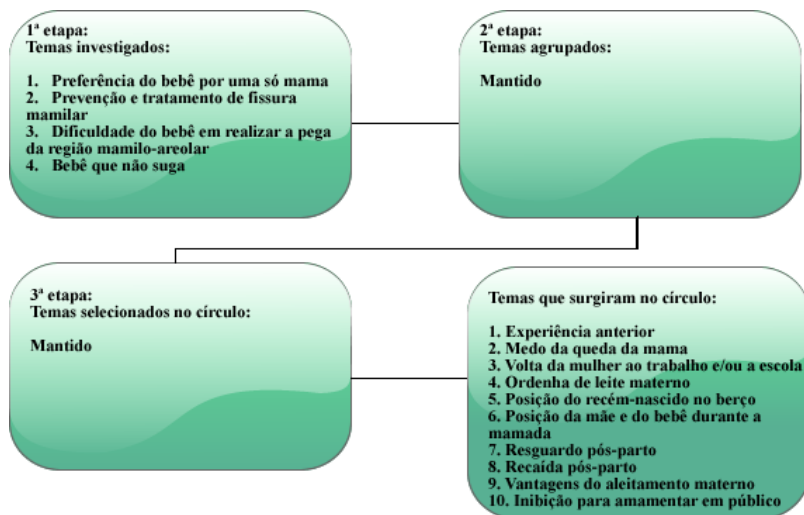 1ª etapa:
Temas investigados:
1. Preferência do bebê por uma só mama
2. Prevenção e tratamento de fissura
mamilar
3. Dificuldade do bebê em realizar a pega
da região mamilo-areolar
4. Bebê que não suga
2ª etapa:
Temas agrupados:
Mantido
3ª etapa:
Temas selecionados no círculo:
Mantido
Temas que surgiram no círculo:
1. Experiência anterior
2. Medo da queda da mama
3. Volta da mulher ao trabalho e/ou a escola
4. Ordenha de leite materno
5. Posição do recém-nascido no berço
6. Posição da mãe e do bebê durante a
mamada
7. Resguardo pós-parto
8. Recaída pós-parto
9. Vantagens do aleitamento materno
10. Inibição para amamentar em público